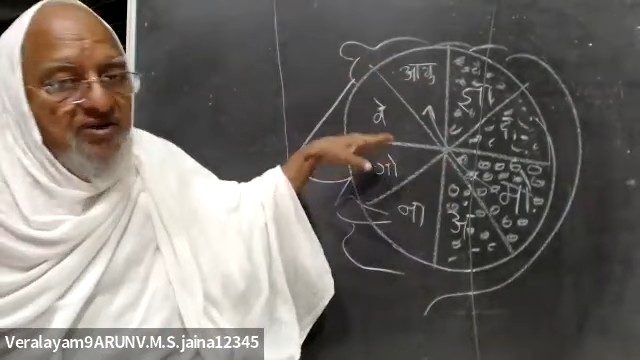 आयु
ज्ञा
वे
द
गो
मो
ना
अं
Veralayam9ARUNV.M.S.jaina12345